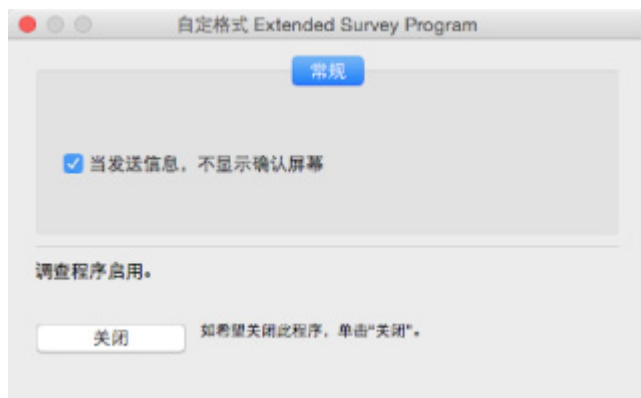 自定格式 Extended Survey Program
常规
当发送信息，不显示确认屏幕
调查程序启用。
关闭
如希望关闭此程序，单击“关闭”。